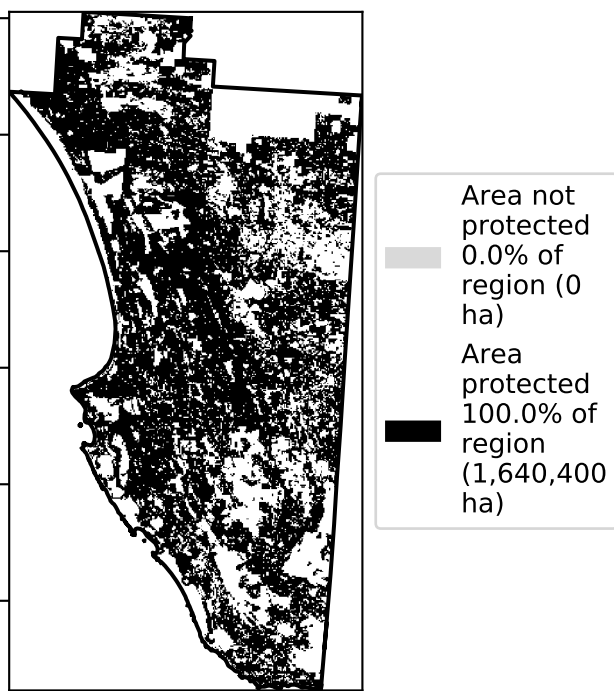 Area not
protected
0.0% of
region (0
ha)
Area
protected
100.0% of
region
(1,640,400
ha)